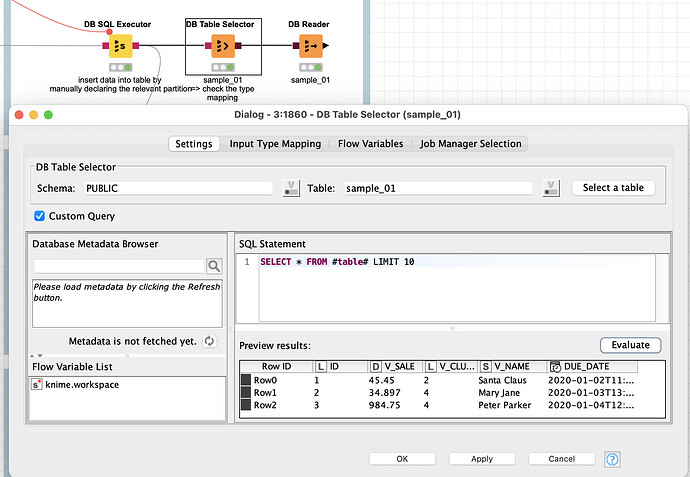 DB SQL Executor
DB Table Selector
DB Reader
insert data into table by
manually declaring the relevant partition
sample_01
=> check the type
mapping
sample_01
Dialog - 3:1860 - DB Table Selector (sample_01)
Settings
Input Type Mapping
Flow Variables
Job Manager Selection
DB Table Selector
Schema: PUBLIC
Table: sample_01
Select a table
Custom Query
Database Metadata Browser
Please load metadata by clicking the Refresh
button.
Metadata is not fetched yet.
Flow Variable List
s knime.workspace
SQL Statement
1 SELECT * FROM #table# LIMIT 10
Preview results:
Evaluate
Row ID L ID D V_SALE L V_CLU... S V_NAME DUE_DATE
Row0 1 45.45 2 Santa Claus 2020-01-02T11:...
Row1 2 34.897 4 Mary Jane 2020-01-03T13:...
Row2 3 984.75 4 Peter Parker 2020-01-04T12:...
OK
Apply
Cancel
?